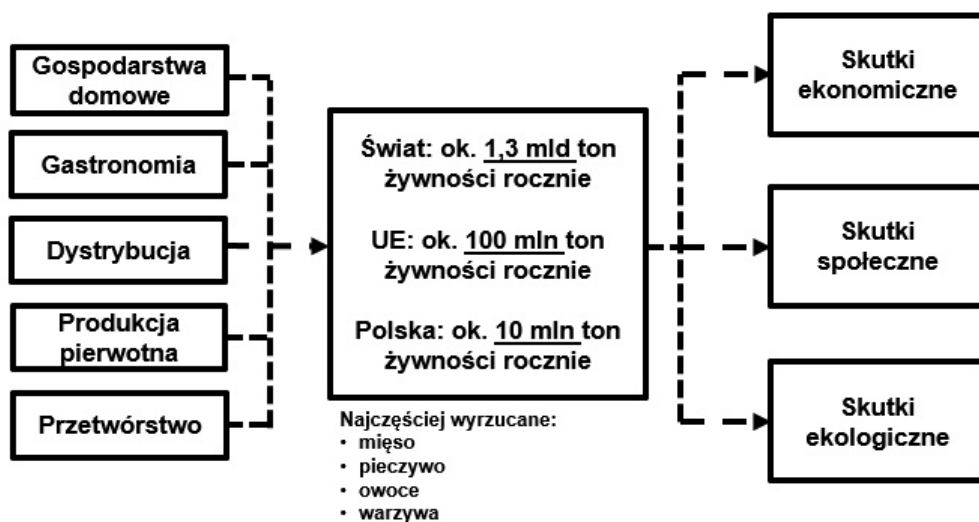 Gospodarstwa
domowe
Gastronomia
Dystrybucja
Produkcja
pierwotna
Przetwórstwo
Świat: ok. 1,3 mld ton
żywności rocznie
UE: ok. 100 mln ton
żywności rocznie
Polska: ok. 10 mln ton
żywności rocznie
Najczęściej wyrzucane:
• mięso
• pieczywo
• owoce
• warzywa
Skutki
ekonomiczne
Skutki
społeczne
Skutki
ekologiczne